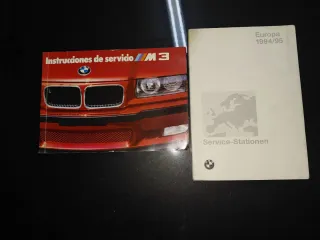 Instrucciones de servicio M3
Europa
1994/95
Service-Stationen